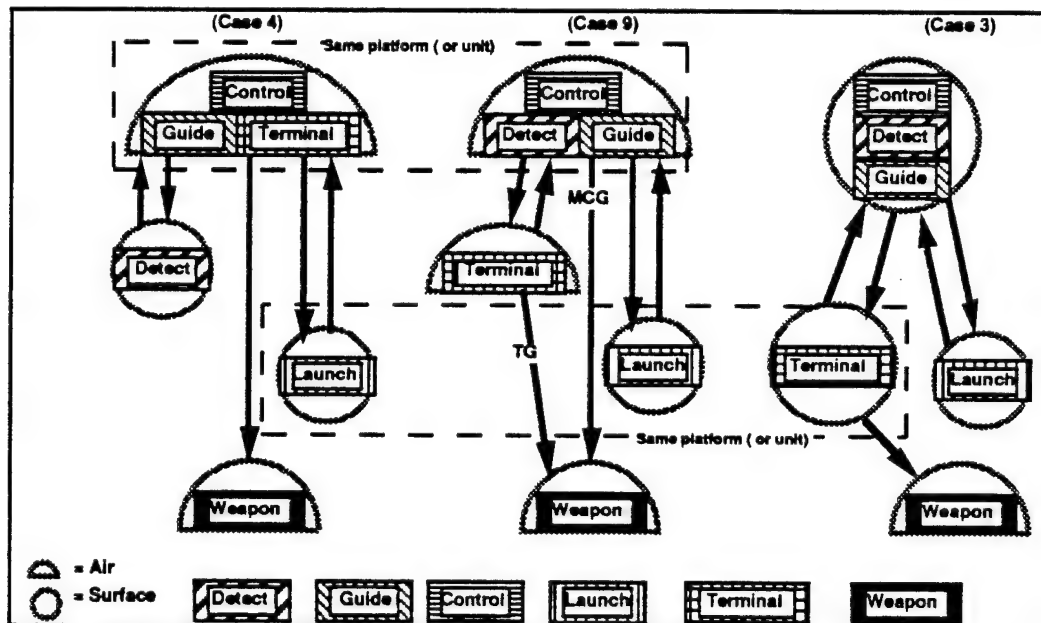 (Case 4) (Case 9) (Case 3)
Same platform ( or unit)
Control Control Control
Guide Terminal Detect Guide Detect
Guide
MCG
Detect Terminal
TG
Launch Launch Terminal Launch
Same platform ( or unit)
Weapon Weapon Weapon
= Air
= Surface
Detect Guide Control Launch Terminal Weapon